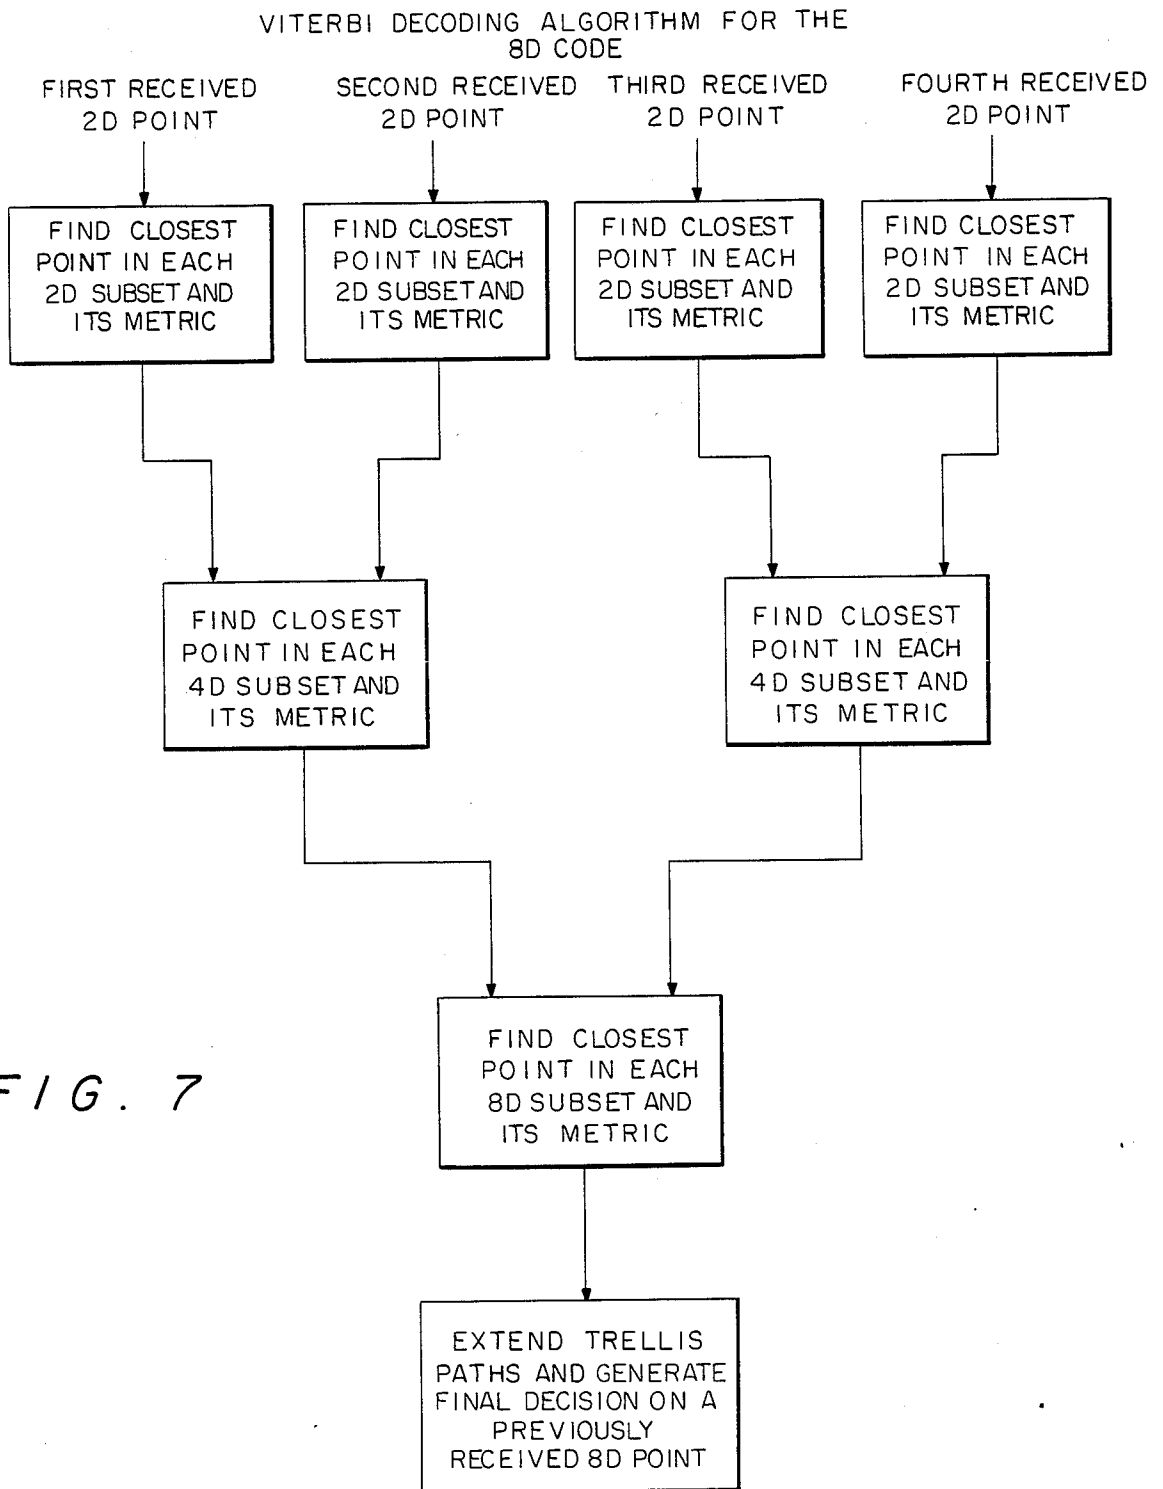 VITERBI DECODING ALGORITHM FOR THE
8D CODE
FIRST RECEIVED
2D POINT
SECOND RECEIVED
2D POINT
THIRD RECEIVED
2D POINT
FOURTH RECEIVED
2D POINT
FIND CLOSEST
POINT IN EACH
2D SUBSET AND
ITS METRIC
FIND CLOSEST
POINT IN EACH
2D SUBSET AND
ITS METRIC
FIND CLOSEST
POINT IN EACH
2D SUBSET AND
ITS METRIC
FIND CLOSEST
POINT IN EACH
2D SUBSET AND
ITS METRIC
FIND CLOSEST
POINT IN EACH
4D SUBSET AND
ITS METRIC
FIND CLOSEST
POINT IN EACH
4D SUBSET AND
ITS METRIC
FIND CLOSEST
POINT IN EACH
8D SUBSET AND
ITS METRIC
FIG. 7
EXTEND TRELLIS
PATHS AND GENERATE
FINAL DECISION ON A
PREVIOUSLY
RECEIVED 8D POINT